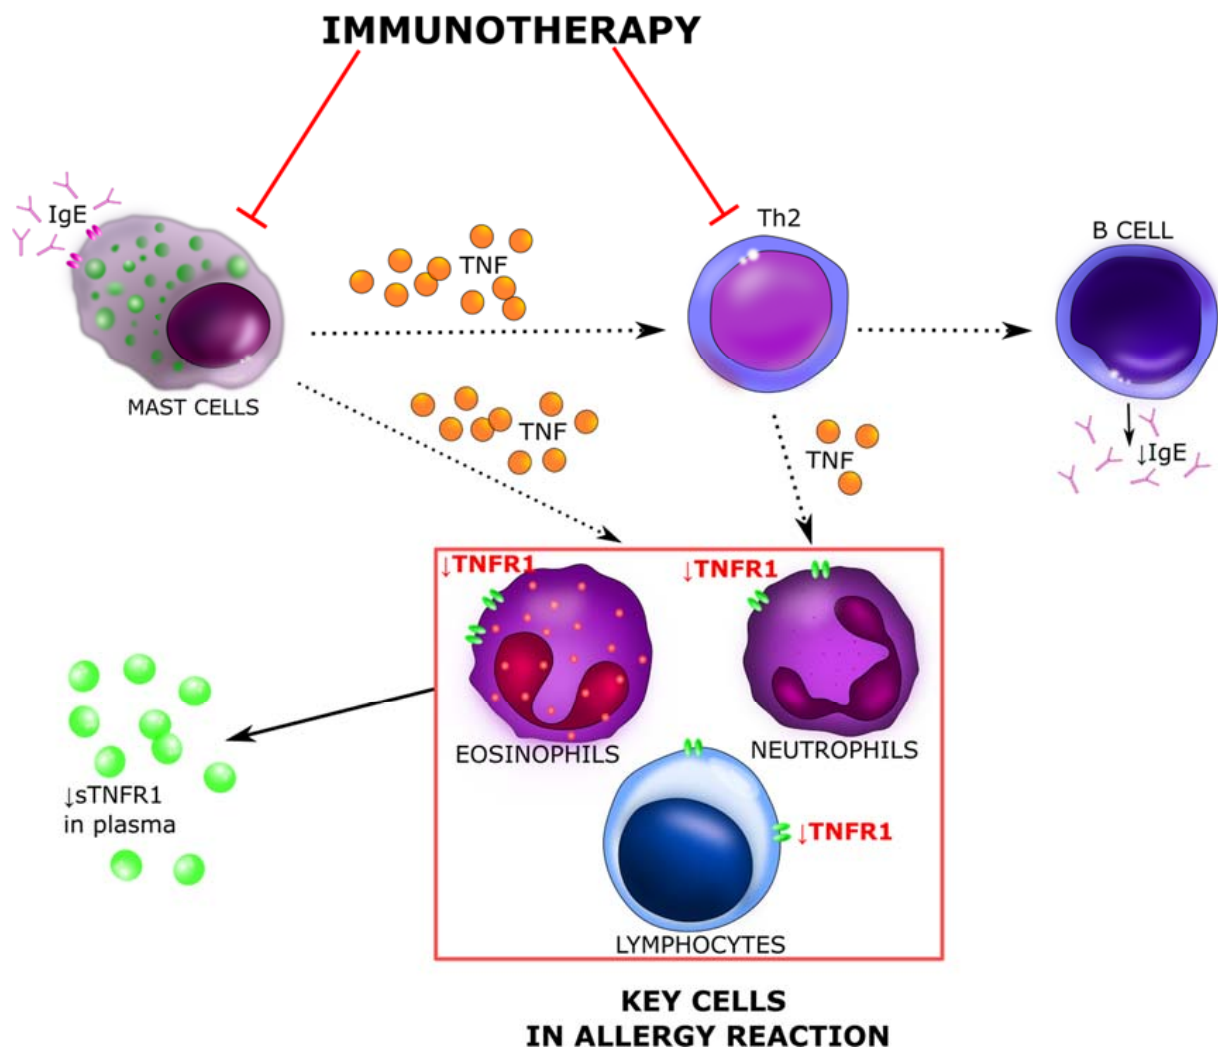 IMMUNOTHERAPY
IgE
TNF
Th2
B CELL
MAST CELLS
TNF
TNF
↓IgE
↓TNFR1
↓TNFR1
EOSINOPHILS
NEUTROPHILS
↓sTNFR1
in plasma
↓TNFR1
LYMPHOCYTES
KEY CELLS
IN ALLERGY REACTION